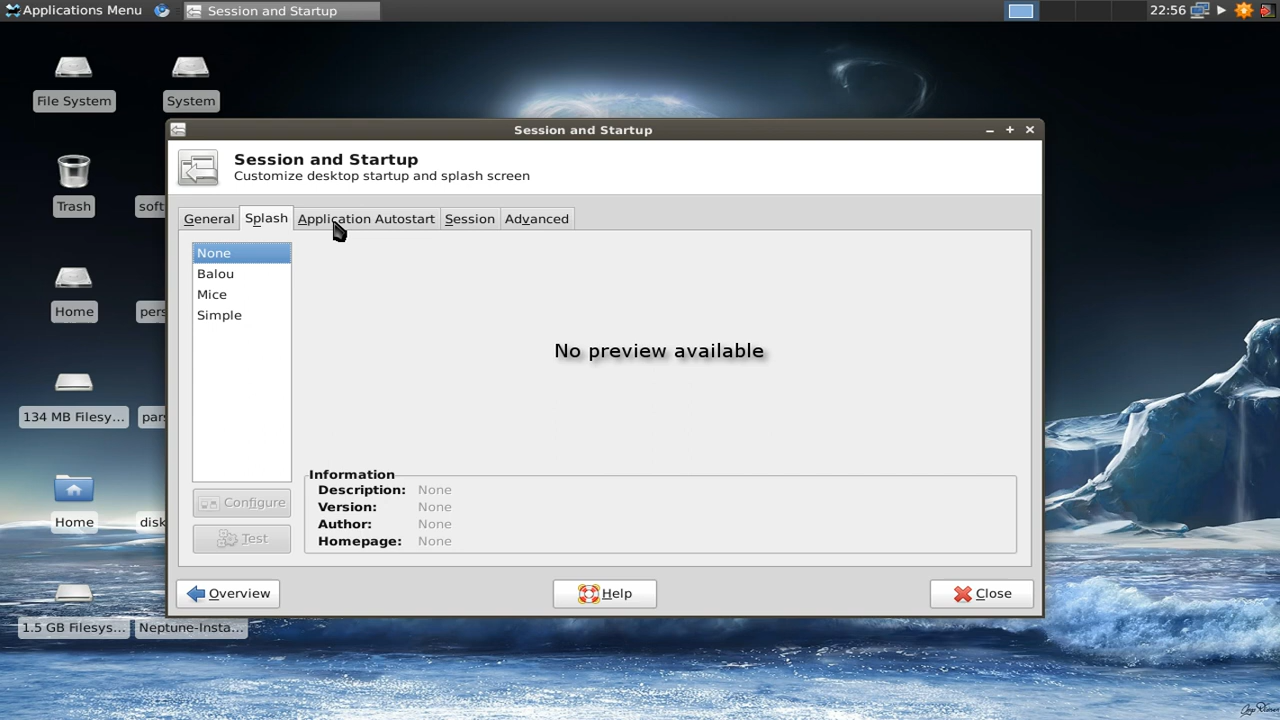 Applications Menu
Session and Startup
22:56
File System
System
Trash
soft
Home
pers
134 MB Filesy...
pars
Home
disk
1.5 GB Filesys...
Neptune-Insta...
Session and Startup
Session and Startup
Customize desktop startup and splash screen
General
Splash
Application Autostart
Session
Advanced
None
Balou
Mice
Simple
No preview available
Configure
Test
Information
Description: None
Version: None
Author: None
Homepage: None
Overview
Help
Close